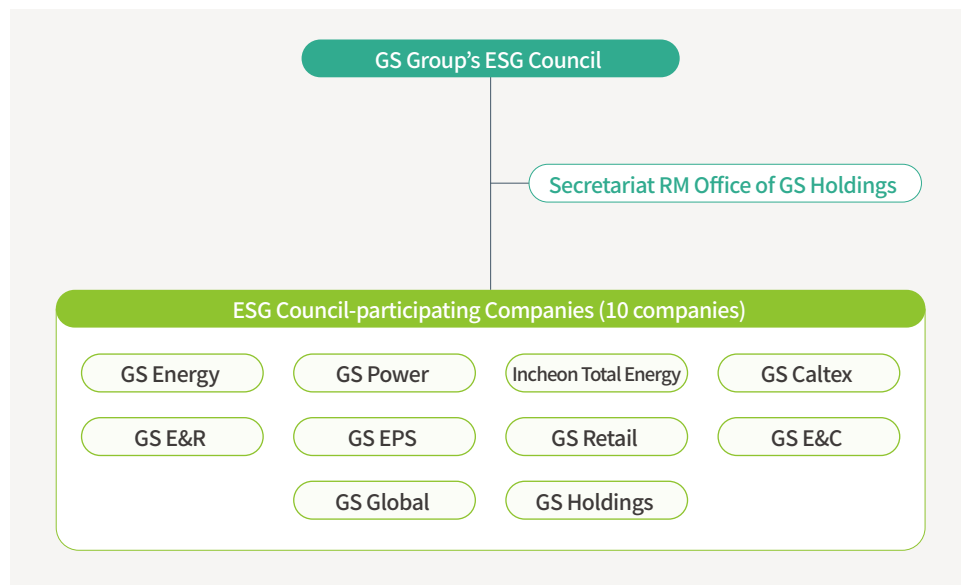 GS Group’s ESG Council
Secretariat RM Office of GS Holdings
ESG Council-participating Companies (10 companies)
GS Energy
GS Power
Incheon Total Energy
GS Caltex
GS E&R
GS EPS
GS Retail
GS E&C
GS Global
GS Holdings